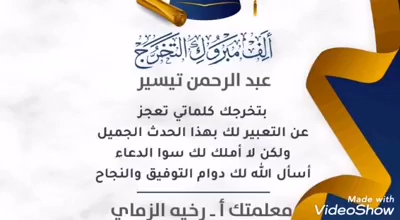 ألف مبروك التخرج
عبد الرحمن تيسير
بتخرجك كلماتي تعجز
عن التعبير لك بهذا الحدث الجميل
ولكن لا أملك لك سوا الدعاء
أسأل الله لك دوام التوفيق والنجاح
معلمتك أ ـ رخيه الزماي
Made with
VideoShow